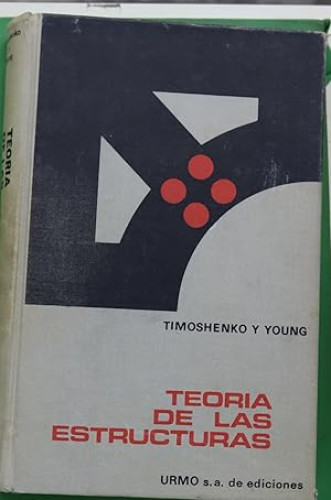 TIMOSHENKO Y YOUNG
TEORIA
DE LAS
ESTRUCTURAS
URMO s.a. de ediciones
TEORIA